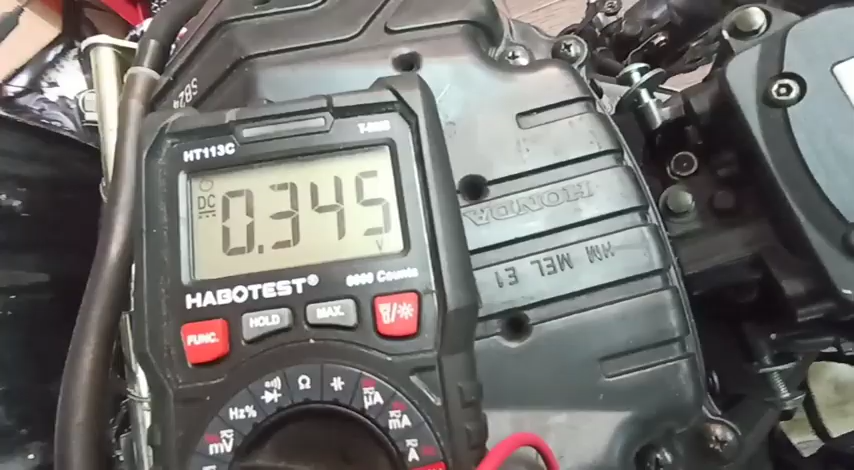 HT113C
T-RMS
DC
0.345
V
HABOTEST®
6000 Counts
FUNC.
HOLD
MAX.
Hz%
Ω
µA
mA
A
mV
HONDA
MEL E1